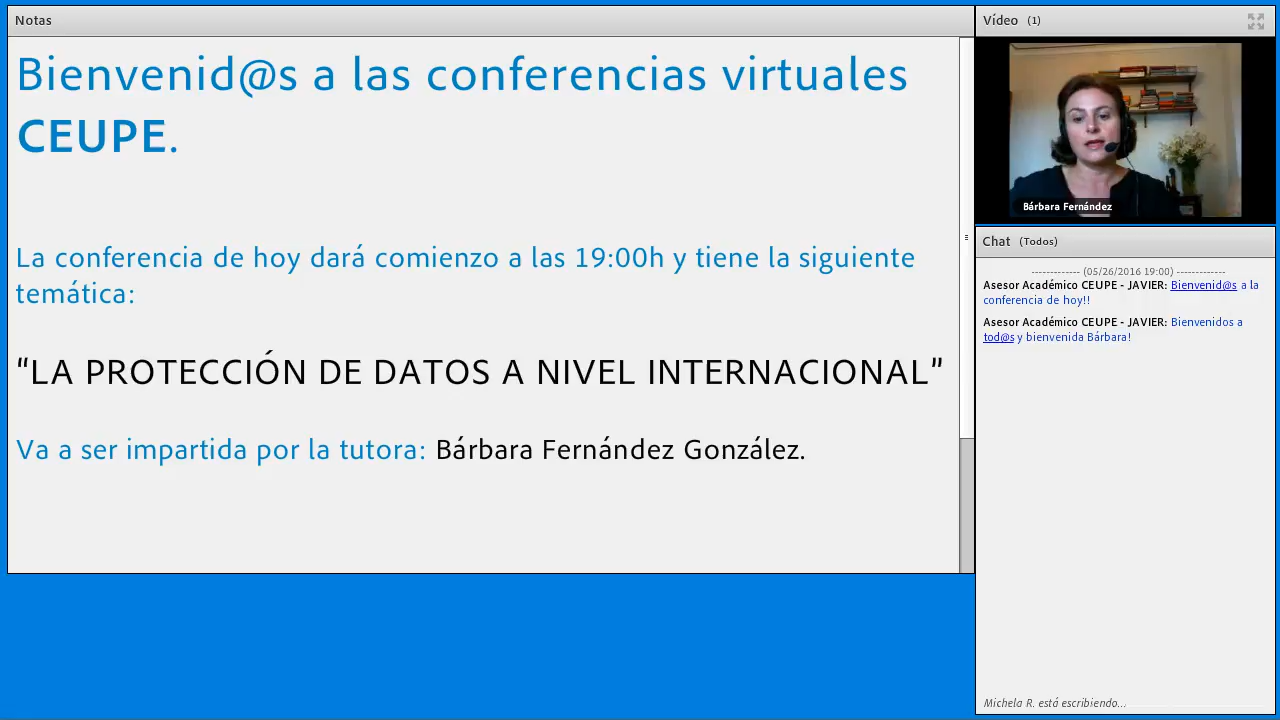 Notas
Bienvenid@s a las conferencias virtuales
CEUPE.
La conferencia de hoy dará comienzo a las 19:00h y tiene la siguiente
temática:
“LA PROTECCIÓN DE DATOS A NIVEL INTERNACIONAL”
Va a ser impartida por la tutora: Bárbara Fernández González.
Vídeo (1)
Bárbara Fernández
Chat (Todos)
------------- (05/26/2016 19:00) -------------
Asesor Académico CEUPE - JAVIER: Bienvenid@s a la
conferencia de hoy!!
Asesor Académico CEUPE - JAVIER: Bienvenidos a
tod@s y bienvenida Bárbara!
Michela R. está escribiendo...